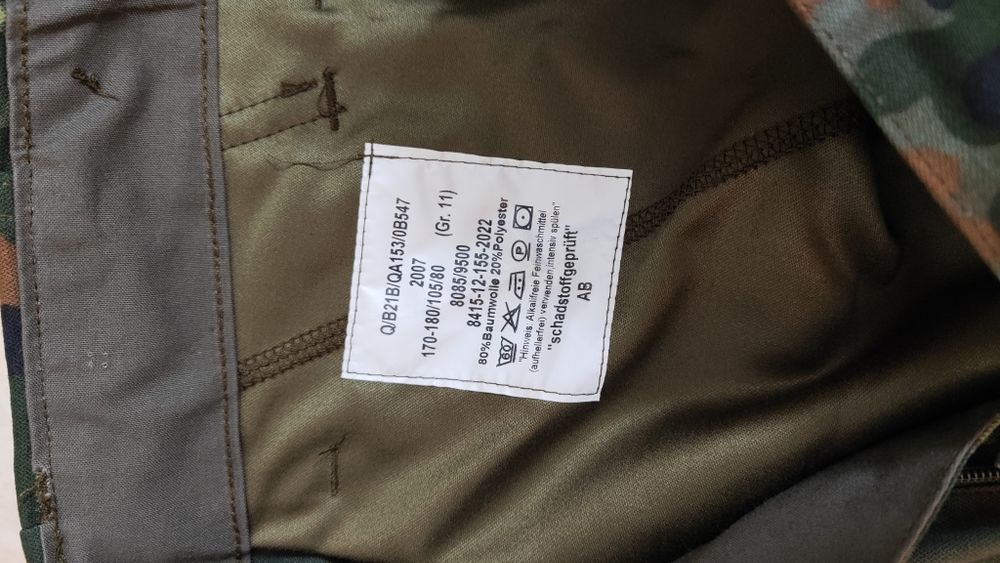 Q/B21B/QA153/0B547
2007
170-180/105/80 (Gr. 11)
8085/9500
8415-12-155-2022
80%Baumwolle 20%Polyester
60 P
"Hinweis: Alkalifreie Feinwaschmittel
(aufhellerfrei) verwenden,intensiv spülen"
"schadstoffgeprüft"
AB